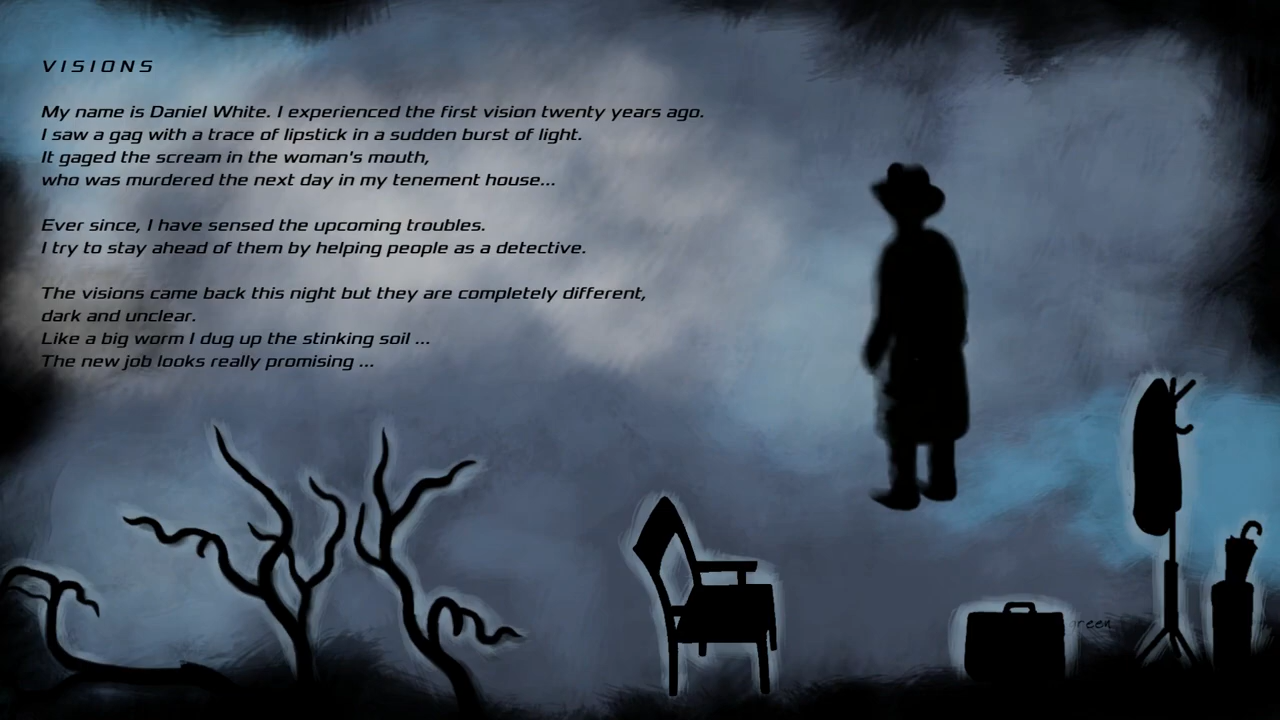 VISIONS
My name is Daniel White. I experienced the first vision twenty years ago.
I saw a gag with a trace of lipstick in a sudden burst of light.
It gaged the scream in the woman's mouth,
who was murdered the next day in my tenement house...
Ever since, I have sensed the upcoming troubles.
I try to stay ahead of them by helping people as a detective.
The visions came back this night but they are completely different,
dark and unclear.
Like a big worm I dug up the stinking soil ...
The new job looks really promising ...